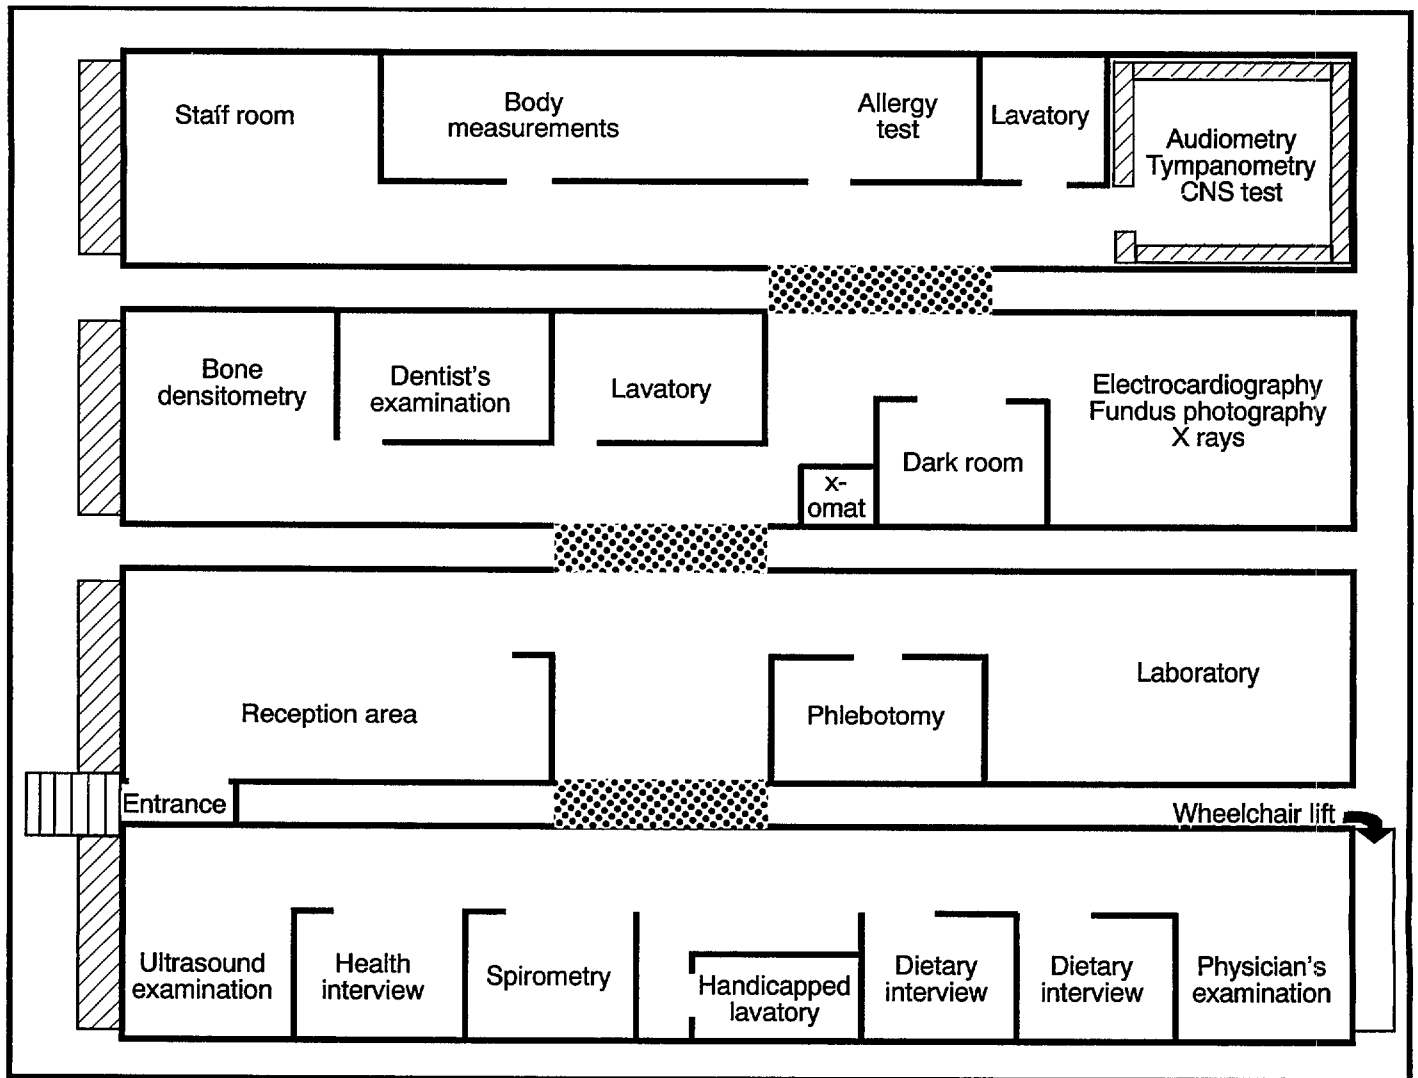 Staff room
Body
measurements
Allergy
test
Lavatory
Audiometry
Tympanometry
CNS test
Bone
densitometry
Dentist's
examination
Lavatory
x-
omat
Dark room
Electrocardiography
Fundus photography
X rays
Reception area
Phlebotomy
Laboratory
Entrance
Wheelchair lift
Ultrasound
examination
Health
interview
Spirometry
Handicapped
lavatory
Dietary
interview
Dietary
interview
Physician's
examination